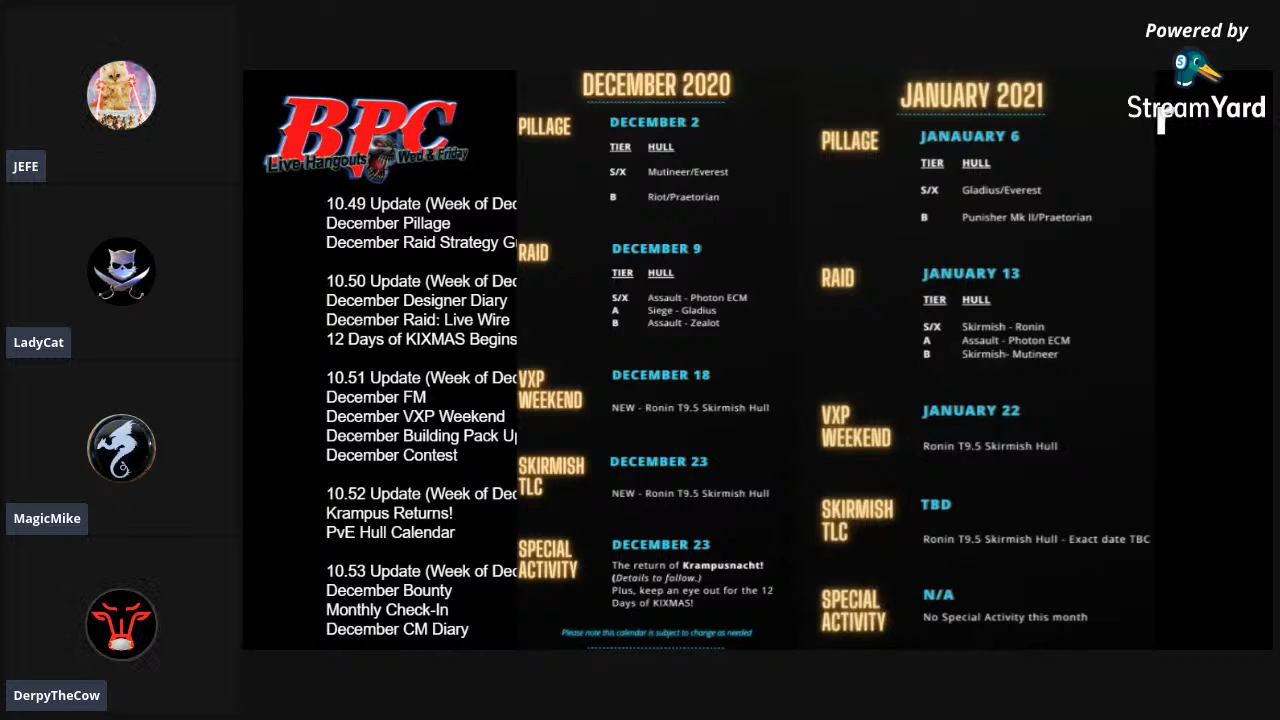 JEFE
LadyCat
MagicMike
DerpyTheCow
BPC
Live Hangouts Wed & Friday
10.49 Update (Week of Dec
December Pillage
December Raid Strategy G
10.50 Update (Week of Dec
December Designer Diary
December Raid: Live Wire
12 Days of KIXMAS Begins
10.51 Update (Week of Dec
December FM
December VXP Weekend
December Building Pack Up
December Contest
10.52 Update (Week of Dec
Krampus Returns!
PvE Hull Calendar
10.53 Update (Week of Dec
December Bounty
Monthly Check-In
December CM Diary
DECEMBER 2020
PILLAGE
DECEMBER 2
TIER HULL
S/X Mutineer/Everest
B Riot/Praetorian
RAID
DECEMBER 9
TIER HULL
S/X Assault - Photon ECM
A Siege - Gladius
B Assault - Zealot
VXP
WEEKEND
DECEMBER 18
NEW - Ronin T9.5 Skirmish Hull
SKIRMISH
TLC
DECEMBER 23
NEW - Ronin T9.5 Skirmish Hull
SPECIAL
ACTIVITY
DECEMBER 23
The return of Krampusnacht!
(Details to follow.)
Plus, keep an eye out for the 12
Days of KIXMAS!
Please note this calendar is subject to change as needed
JANUARY 2021
PILLAGE
JANAUARY 6
TIER HULL
S/X Gladius/Everest
B Punisher Mk II/Praetorian
RAID
JANUARY 13
TIER HULL
S/X Skirmish - Ronin
A Assault - Photon ECM
B Skirmish- Mutineer
VXP
WEEKEND
JANUARY 22
Ronin T9.5 Skirmish Hull
SKIRMISH
TLC
TBD
Ronin T9.5 Skirmish Hull - Exact date TBC
SPECIAL
ACTIVITY
N/A
No Special Activity this month
Powered by
StreamYard